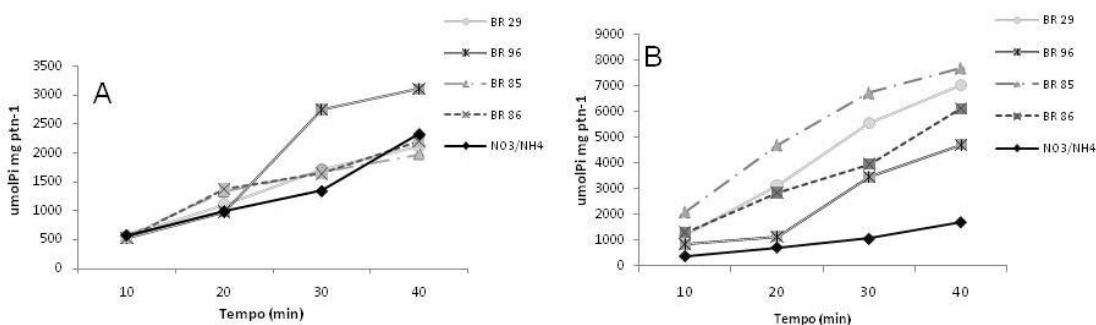 A
umolPi mg ptn-1
3500
3000
2500
2000
1500
1000
500
0
10 20 30 40
Tempo (min)
BR 29
BR 96
BR 85
BR 86
NO3/NH4
B
umolPi mg ptn-1
9000
8000
7000
6000
5000
4000
3000
2000
1000
0
10 20 30 40
Tempo (min)
BR 29
BR 96
BR 85
BR 86
NO3/NH4